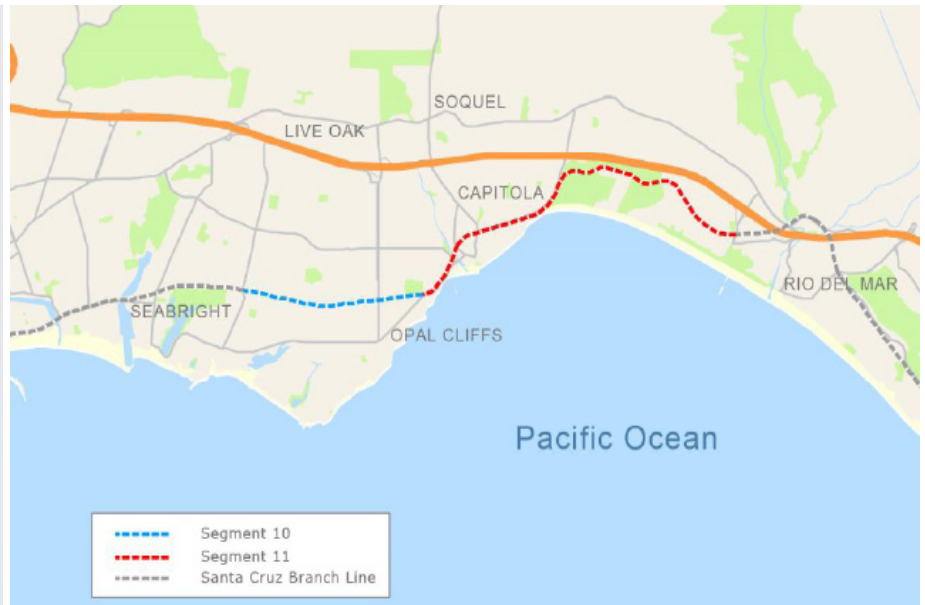 SOQUEL
LIVE OAK
CAPITOLA
RIO DEL MAR
SEABRIGHT
OPAL CLIFFS
Pacific Ocean
Segment 10
Segment 11
Santa Cruz Branch Line